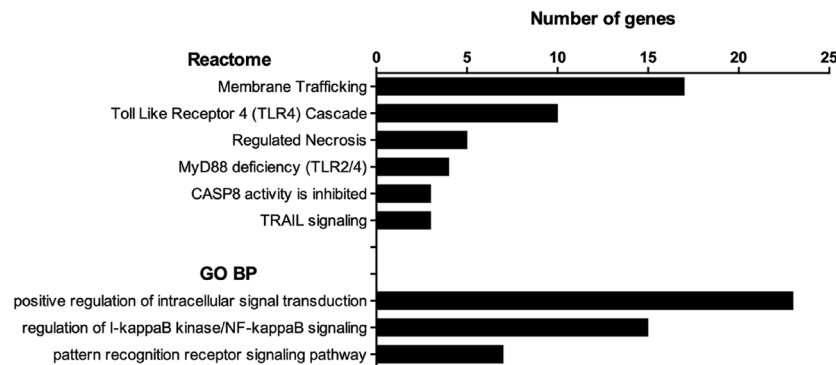 Number of genes
Reactome
0 5 10 15 20 25
Membrane Trafficking
Toll Like Receptor 4 (TLR4) Cascade
Regulated Necrosis
MyD88 deficiency (TLR2/4)
CASP8 activity is inhibited
TRAIL signaling
GO BP
positive regulation of intracellular signal transduction
regulation of I-kappaB kinase/NF-kappaB signaling
pattern recognition receptor signaling pathway